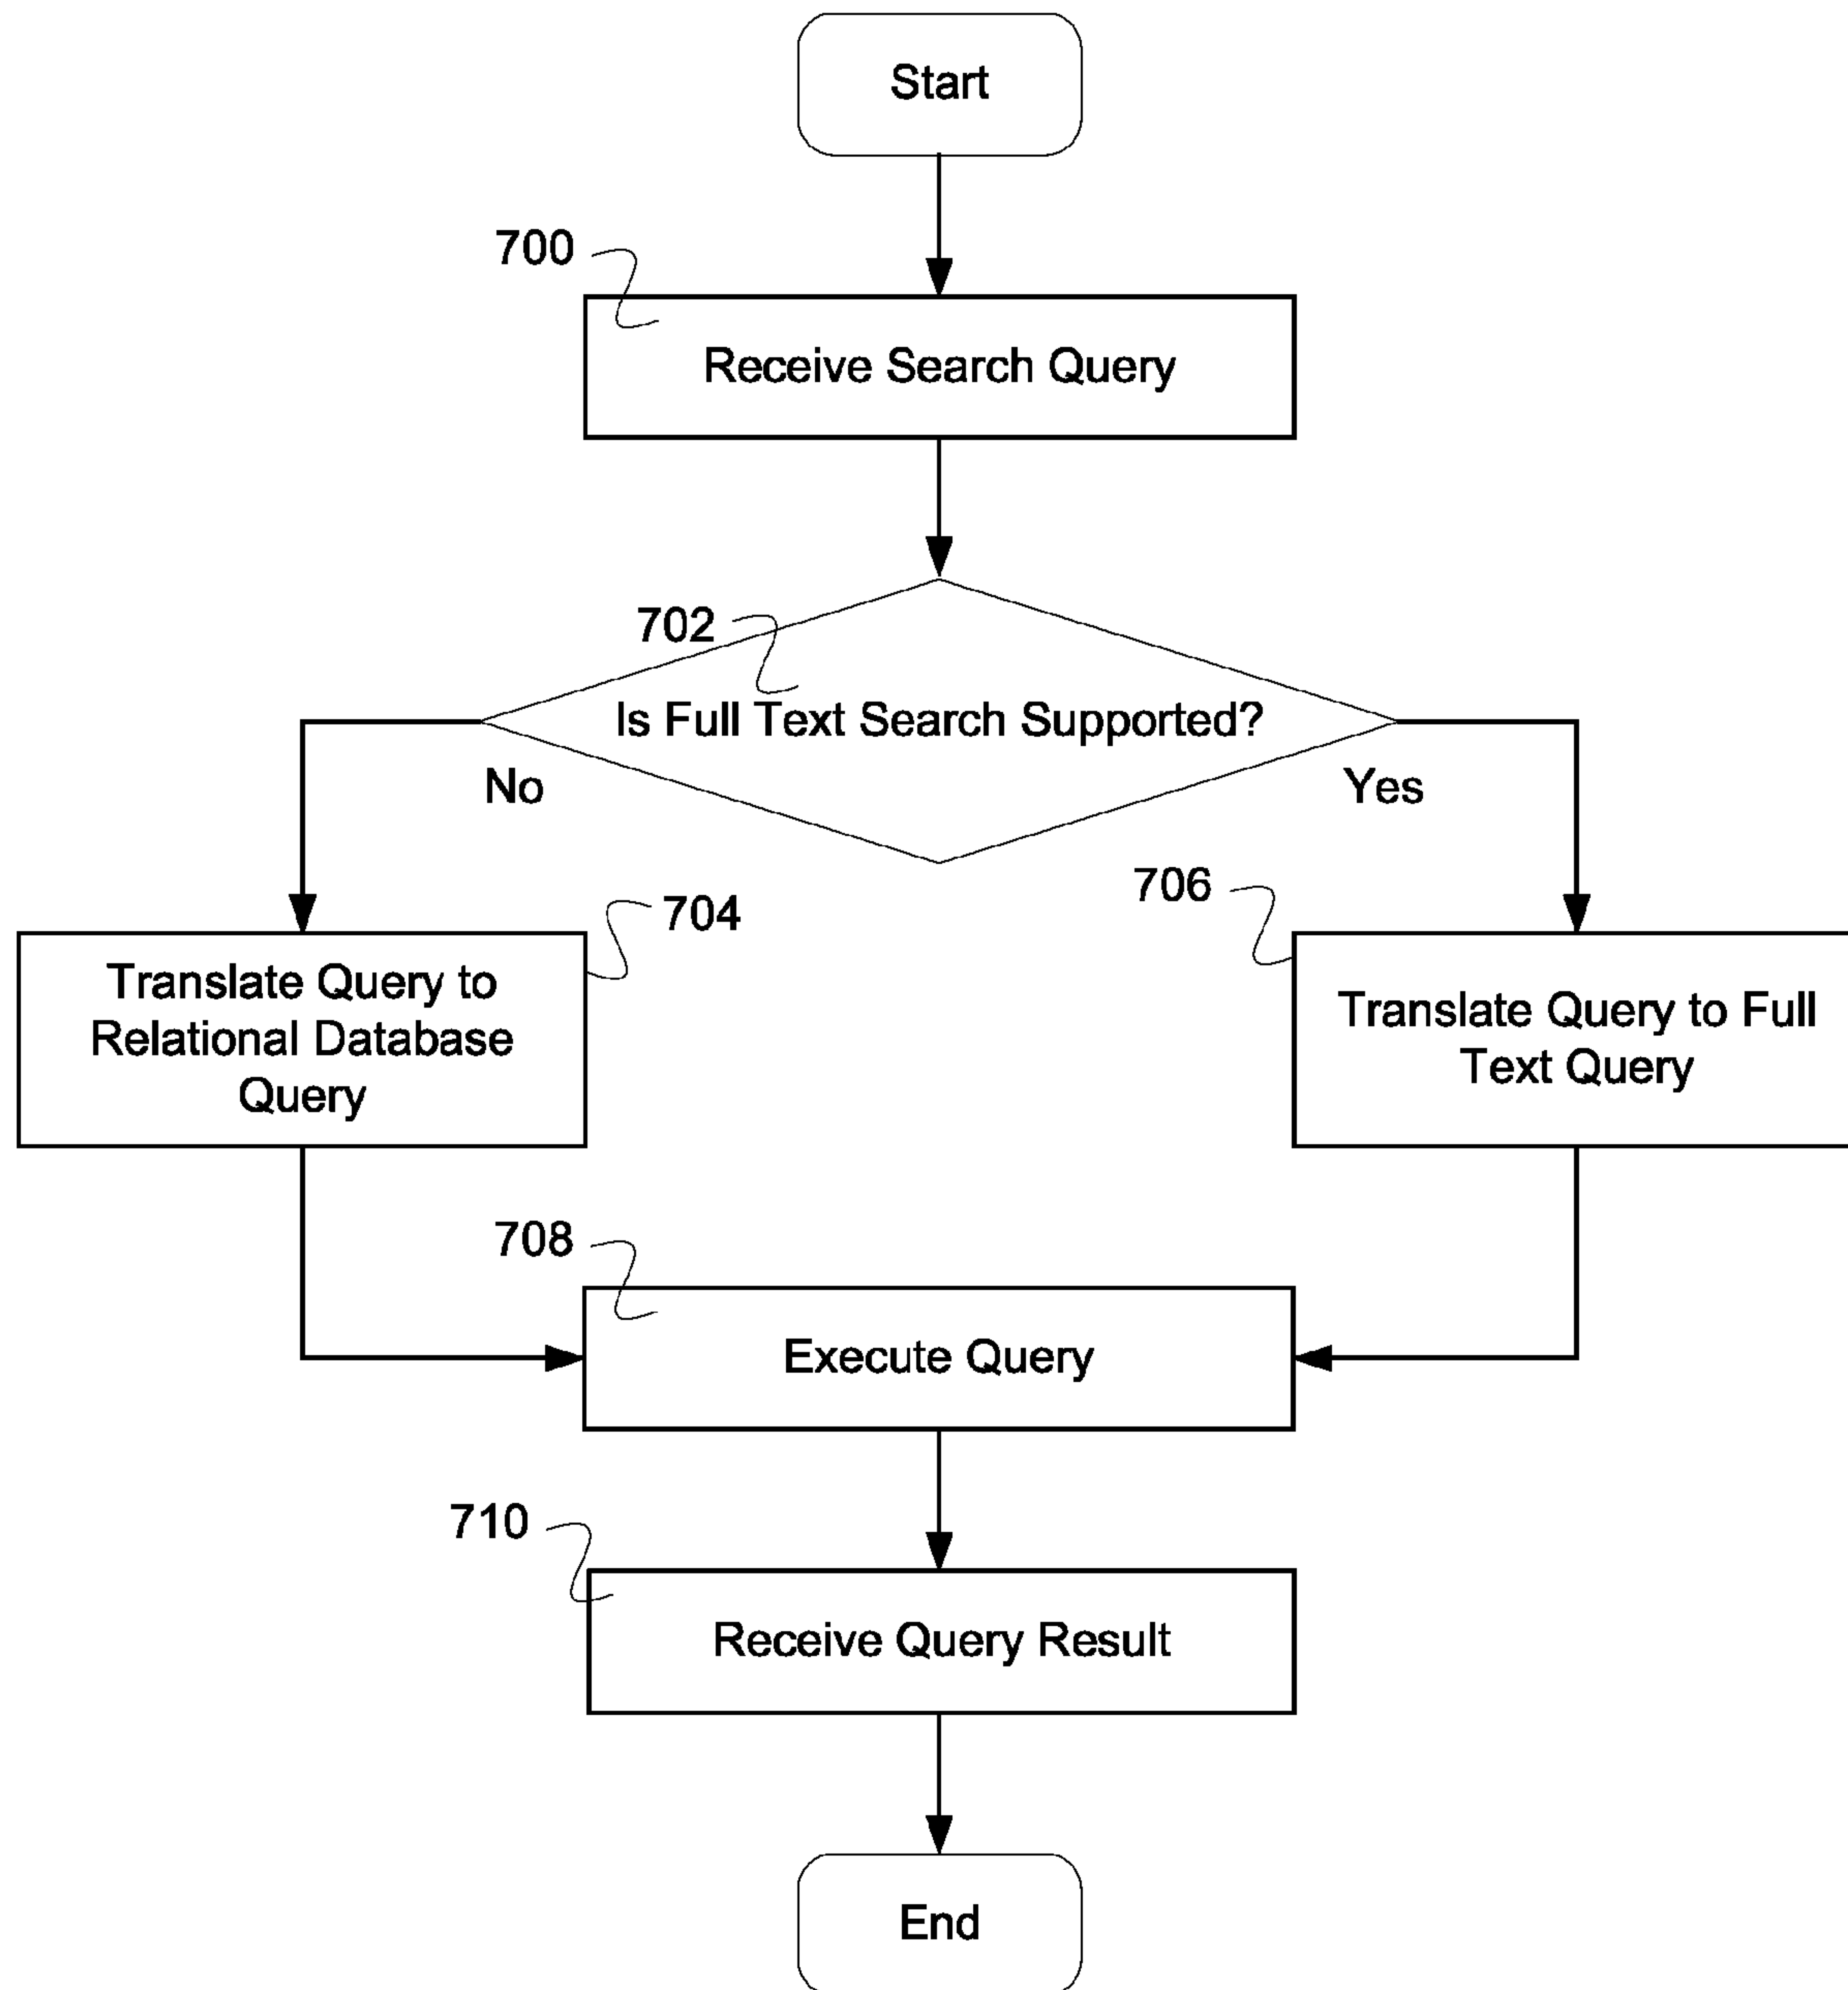 Start
700
Receive Search Query
702
Is Full Text Search Supported?
No
Yes
704
706
Translate Query to
Relational Database
Query
Translate Query to Full
Text Query
708
Execute Query
710
Receive Query Result
End